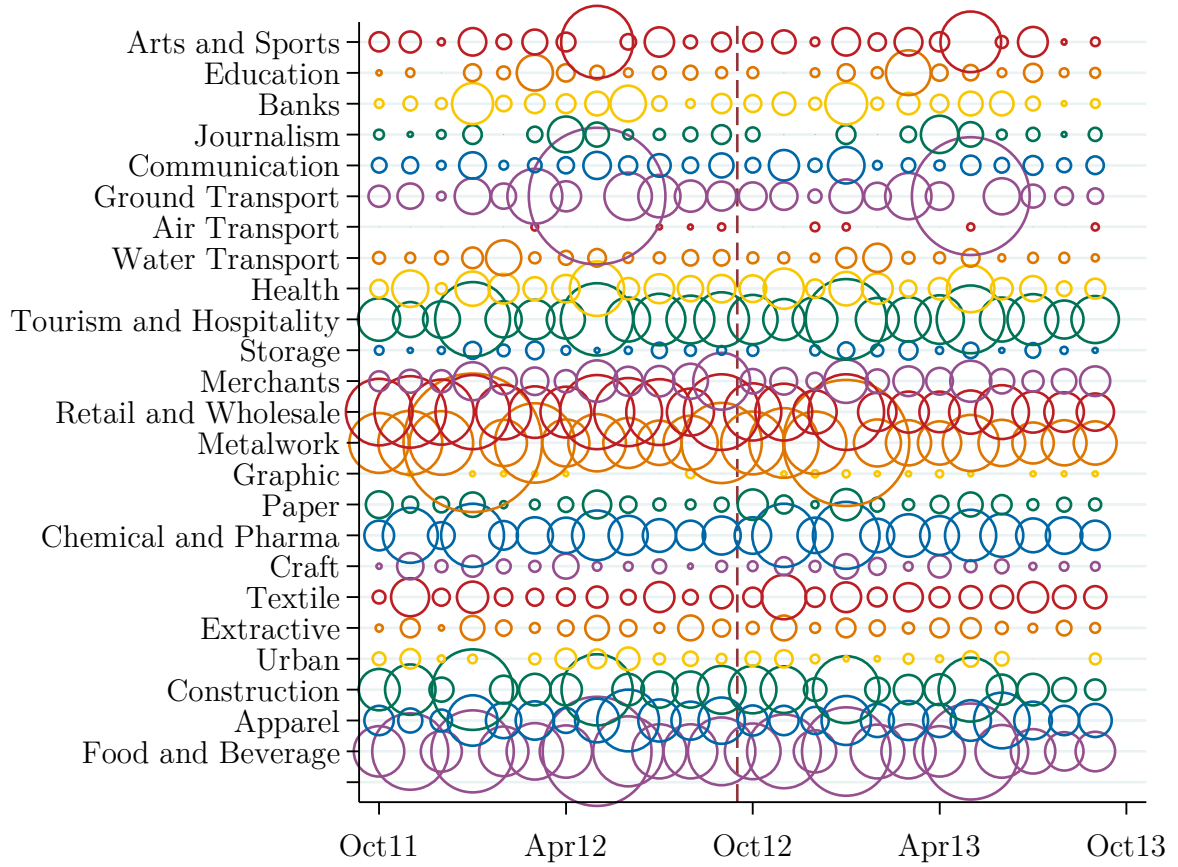 Arts and Sports
Education
Banks
Journalism
Communication
Ground Transport
Air Transport
Water Transport
Health
Tourism and Hospitality
Storage
Merchants
Retail and Wholesale
Metalwork
Graphic
Paper
Chemical and Pharma
Craft
Textile
Extractive
Urban
Construction
Apparel
Food and Beverage
Oct11 Apr12 Oct12 Apr13 Oct13